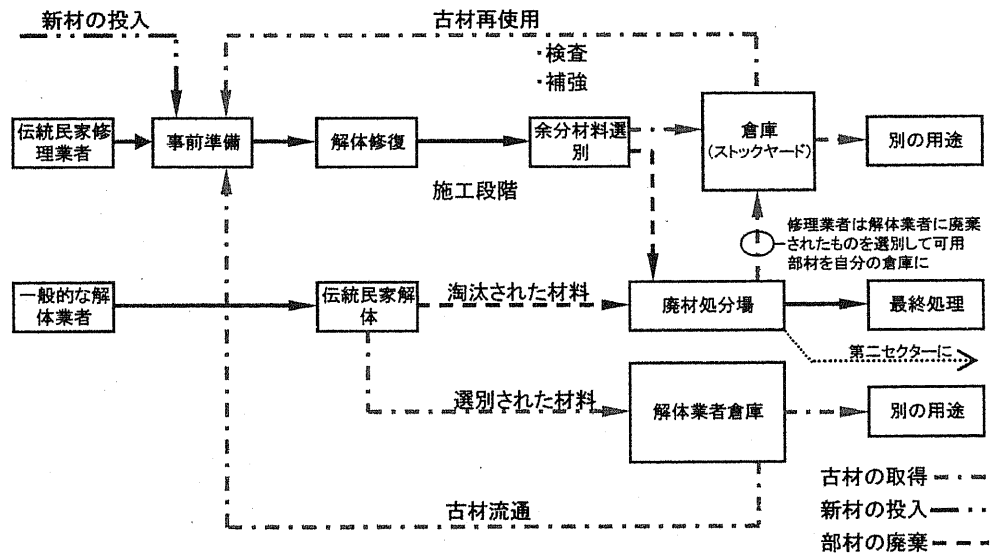 新材の投入
古材再使用
・検査
・補強
伝統民家修
理業者
事前準備
解体修復
余分材料選
別
倉庫
(ストックヤード)
別の用途
施工段階
修理業者は解体業者に廃棄
されたものを選別して可用
部材を自分の倉庫に
一般的な解
体業者
伝統民家解
体
淘汰された材料
廃材処分場
最終処理
第二セクターに
選別された材料
解体業者倉庫
別の用途
古材流通
古材の取得
新材の投入
部材の廃棄